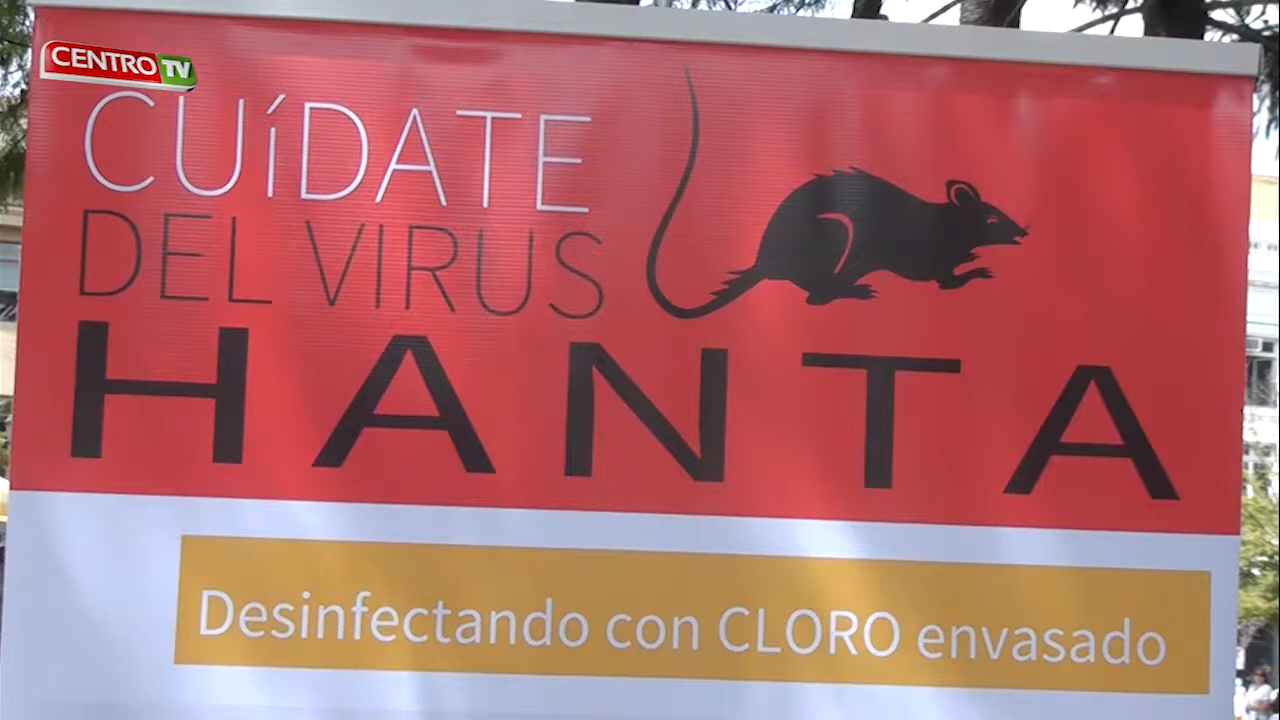 CENTRO TV
CUíDATE
DEL VIRUS
HANTA
Desinfectando con CLORO envasado